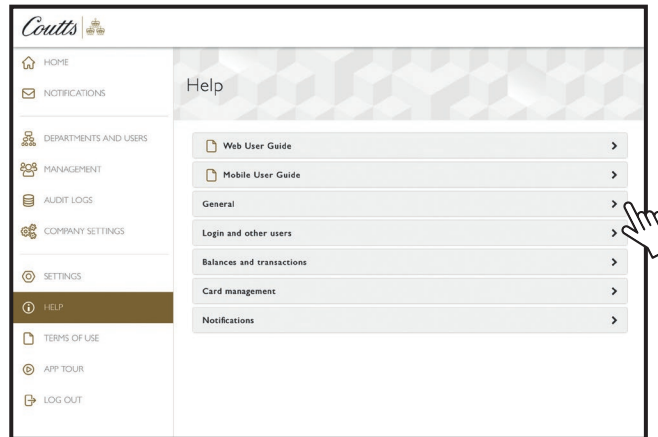 Coutts
HOME
NOTIFICATIONS
DEPARTMENTS AND USERS
MANAGEMENT
AUDIT LOGS
COMPANY SETTINGS
SETTINGS
HELP
TERMS OF USE
APP TOUR
LOG OUT
Help
Web User Guide
Mobile User Guide
General
Login and other users
Balances and transactions
Card management
Notifications